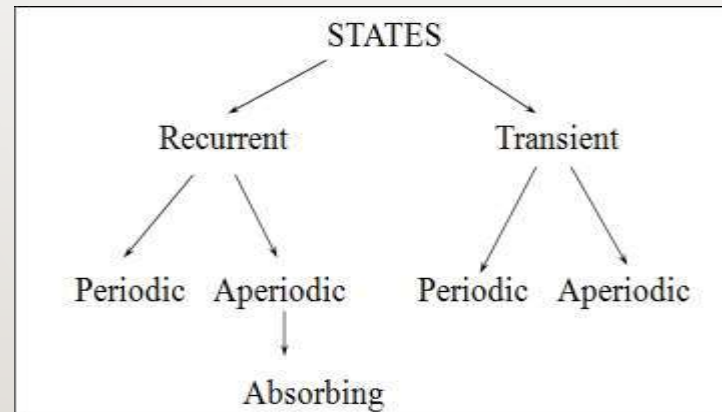 STATES
Recurrent Transient
Periodic Aperiodic Periodic Aperiodic
Absorbing